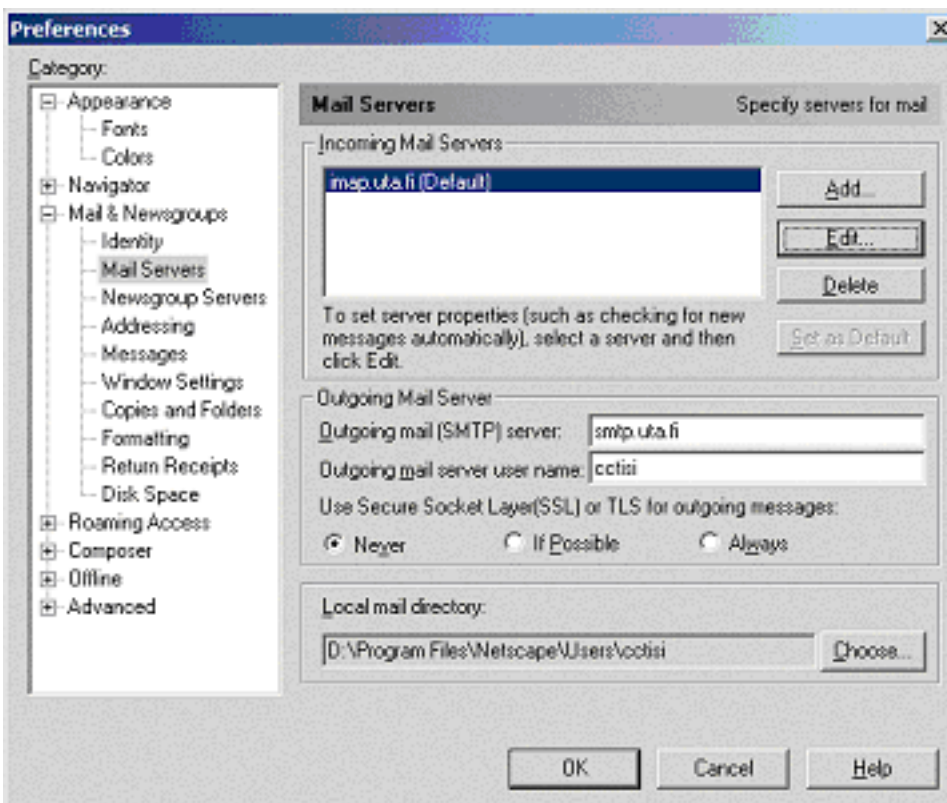 Preferences
Category:
Appearance
Fonts
Colors
Navigator
Mail & Newsgroups
Identity
Mail Servers
Newsgroup Servers
Addressing
Messages
Window Settings
Copies and Folders
Formatting
Return Receipts
Disk Space
Roaming Access
Composer
Offline
Advanced
Mail Servers Specify servers for mail
Incoming Mail Servers
imap.uta.fi (Default)
Add...
Edit...
Delete
Set as Default
To set server properties (such as checking for new
messages automatically), select a server and then
click Edit.
Outgoing Mail Server
Outgoing mail (SMTP) server: smtp.uta.fi
Outgoing mail server user name: cctisi
Use Secure Socket Layer(SSL) or TLS for outgoing messages:
Never If Possible Always
Local mail directory:
D:\Program Files\Netscape\Users\cctisi Choose...
OK Cancel Help